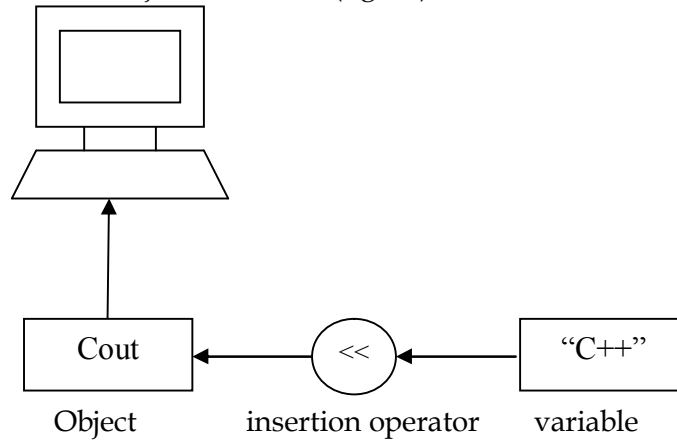 Cout << “C++”
Object insertion operator variable